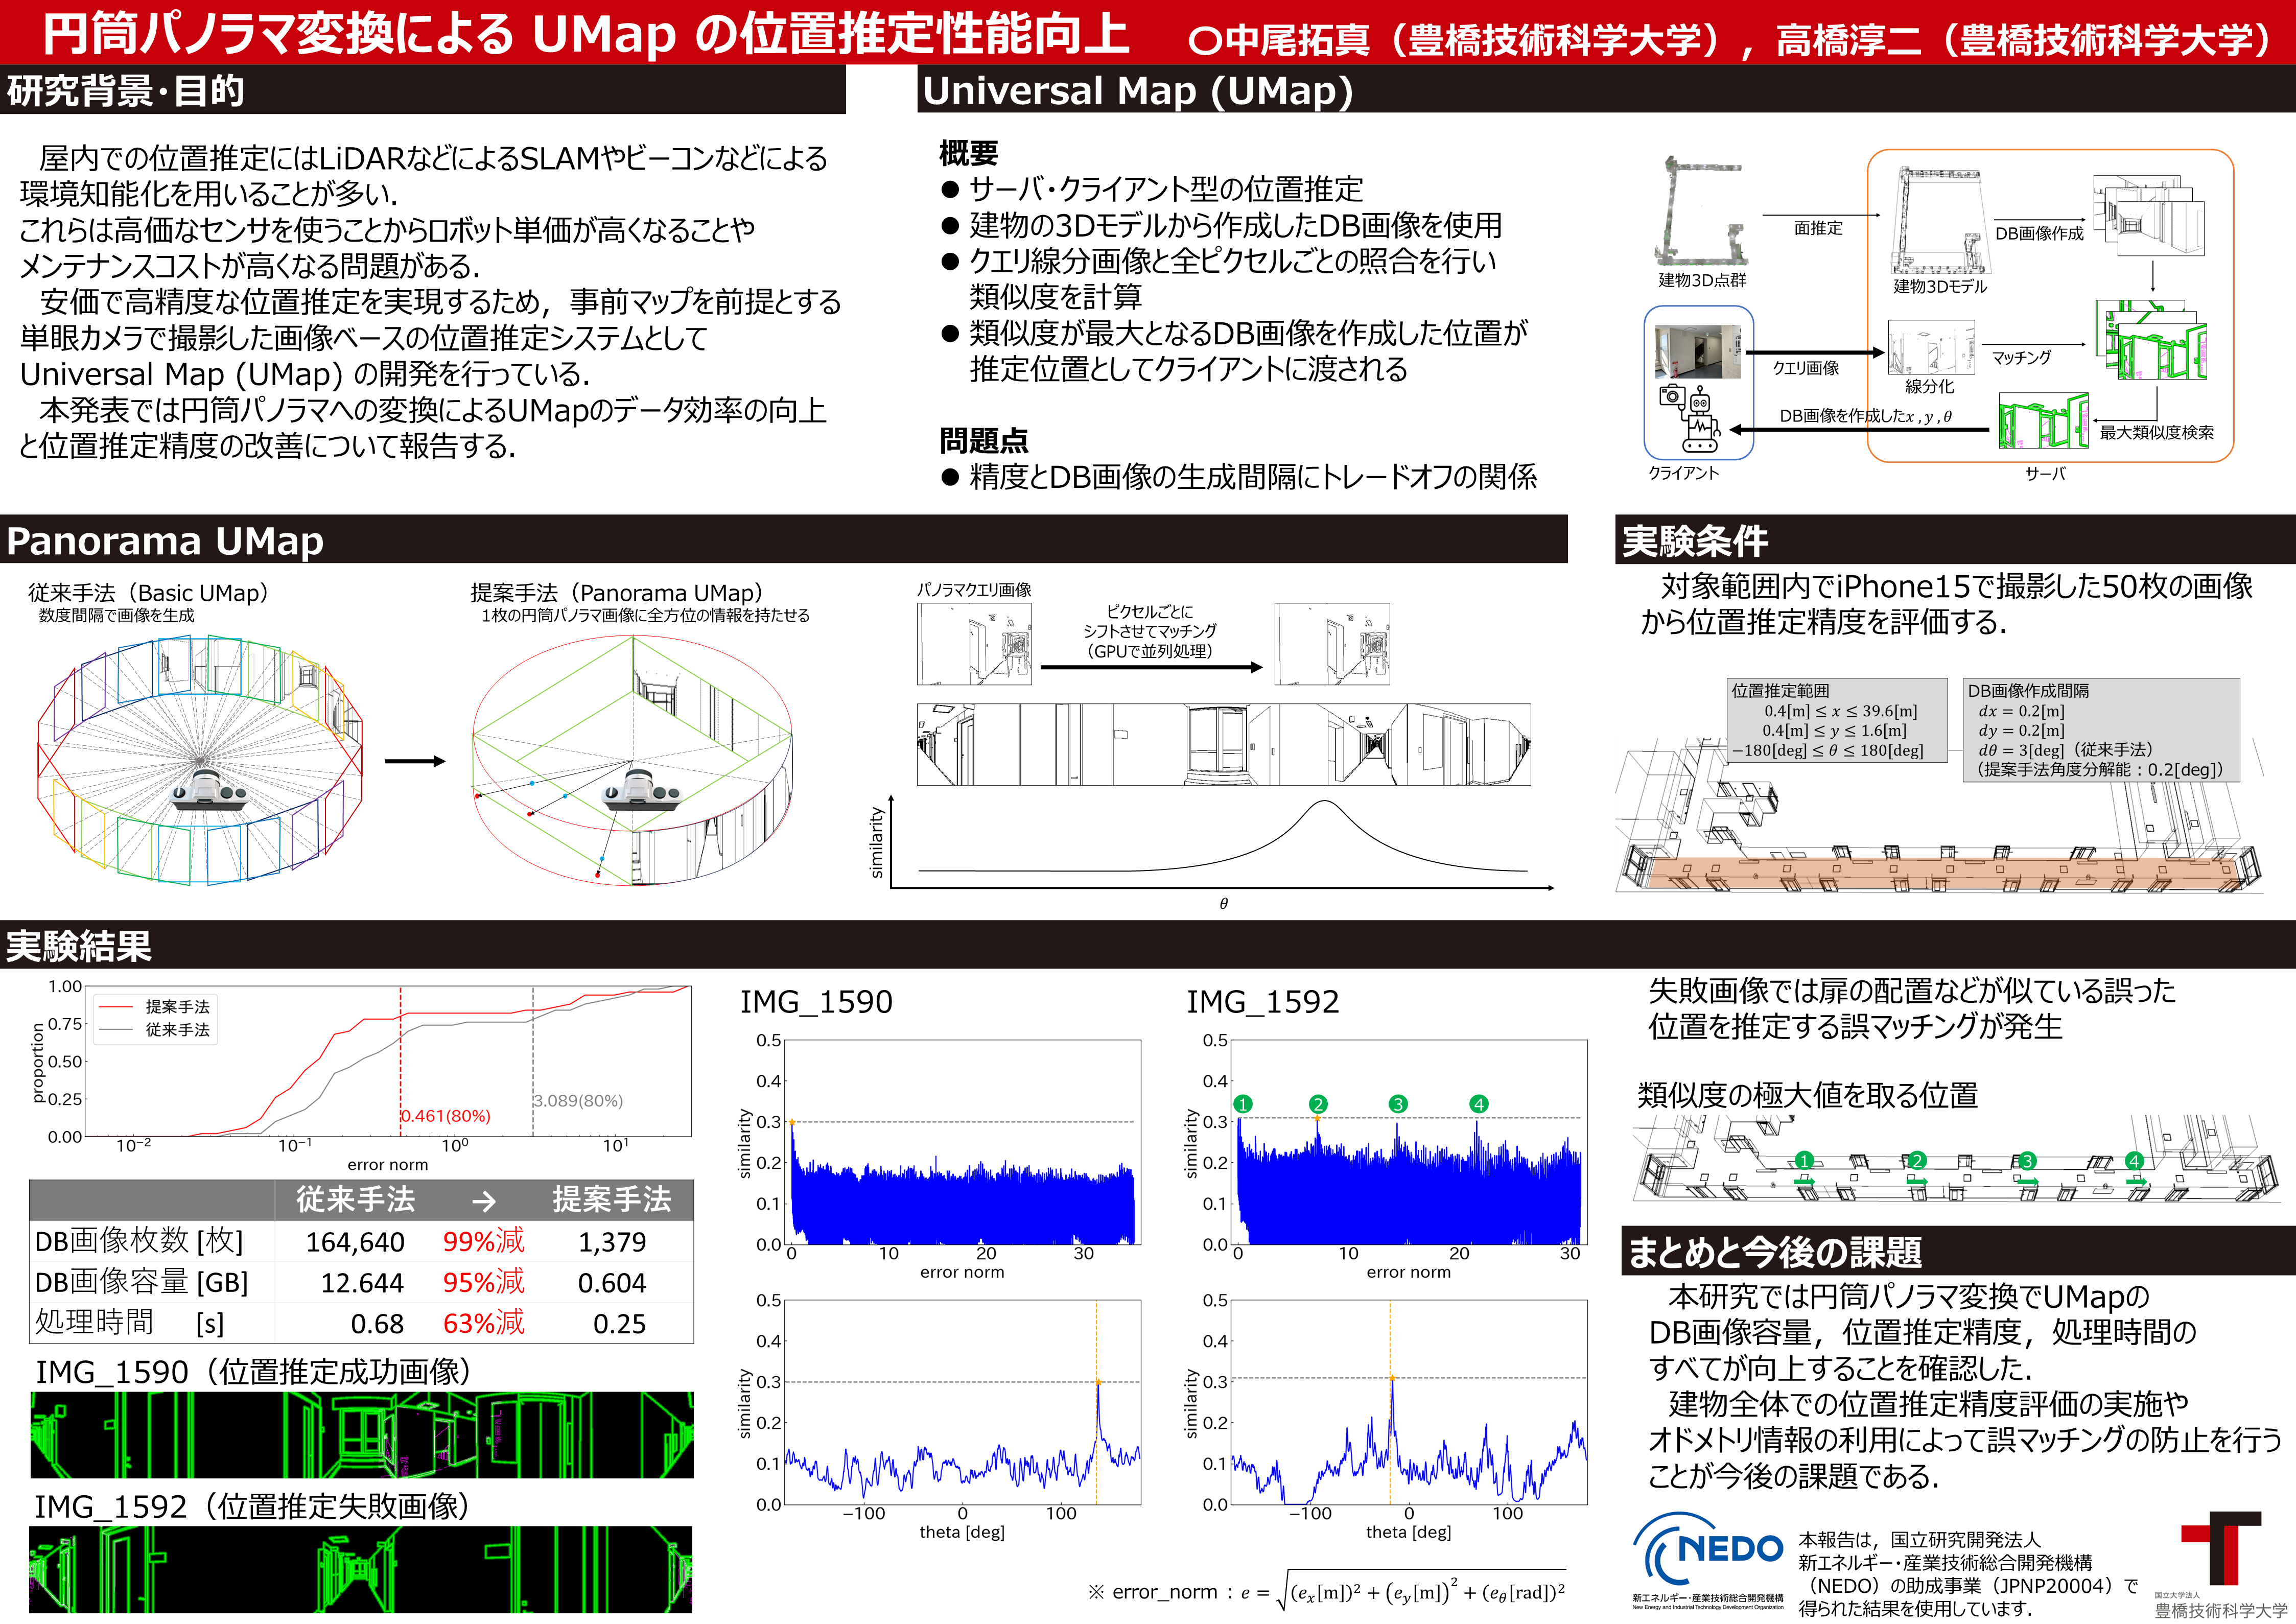 円筒パノラマ変換による UMap の位置推定性能向上
〇中尾拓真（豊橋技術科学大学），高橋淳二（豊橋技術科学大学）
研究背景・目的
屋内での位置推定にはLiDARなどによるSLAMやビーコンなどによる
環境知能化を用いることが多い．
これらは高価なセンサを使うことからロボット単価が高くなることや
メンテナンスコストが高くなる問題がある．
安価で高精度な位置推定を実現するため，事前マップを前提とする
単眼カメラで撮影した画像ベースの位置推定システムとして
Universal Map (UMap) の開発を行っている．
本発表では円筒パノラマへの変換によるUMapのデータ効率の向上
と位置推定精度の改善について報告する．
Universal Map (UMap)
概要
● サーバ・クライアント型の位置推定
● 建物の3Dモデルから作成したDB画像を使用
● クエリ線分画像と全ピクセルごとの照合を行い
類似度を計算
● 類似度が最大となるDB画像を作成した位置が
推定位置としてクライアントに渡される
問題点
● 精度とDB画像の生成間隔にトレードオフの関係
建物3D点群
面推定
建物3Dモデル
DB画像作成
クエリ画像
線分化
マッチング
DB画像を作成したx , y , θ
最大類似度検索
クライアント
サーバ
Panorama UMap
従来手法（Basic UMap）
数度間隔で画像を生成
提案手法（Panorama UMap）
1枚の円筒パノラマ画像に全方位の情報を持たせる
パノラマクエリ画像
ピクセルごとに
シフトさせてマッチング
（GPUで並列処理）
similarity
θ
実験条件
対象範囲内でiPhone15で撮影した50枚の画像
から位置推定精度を評価する．
位置推定範囲
0.4[m] ≤ x ≤ 39.6[m]
0.4[m] ≤ y ≤ 1.6[m]
−180[deg] ≤ θ ≤ 180[deg]
DB画像作成間隔
dx = 0.2[m]
dy = 0.2[m]
dθ = 3[deg]（従来手法）
（提案手法角度分解能：0.2[deg]）
実験結果
1.00
0.75
0.50
0.25
0.00
proportion
提案手法
従来手法
0.461(80%)
3.089(80%)
10⁻² 10⁻¹ 10⁰ 10¹
error norm
従来手法 → 提案手法
DB画像枚数 [枚] 164,640 99%減 1,379
DB画像容量 [GB] 12.644 95%減 0.604
処理時間 [s] 0.68 63%減 0.25
IMG_1590（位置推定成功画像）
IMG_1592（位置推定失敗画像）
IMG_1590
0.5
0.4
0.3
0.2
0.1
0.0
similarity
0 10 20 30
error norm
0.5
0.4
0.3
0.2
0.1
0.0
similarity
−100 0 100
theta [deg]
IMG_1592
0.5
0.4
0.3
0.2
0.1
0.0
similarity
1 2 3 4
0 10 20 30
error norm
0.5
0.4
0.3
0.2
0.1
0.0
similarity
−100 0 100
theta [deg]
※ error_norm : e = √((eₓ[m])² + (e_y[m])² + (e_θ[rad])²)
失敗画像では扉の配置などが似ている誤った
位置を推定する誤マッチングが発生
類似度の極大値を取る位置
1 2 3 4
まとめと今後の課題
本研究では円筒パノラマ変換でUMapの
DB画像容量，位置推定精度，処理時間の
すべてが向上することを確認した．
建物全体での位置推定精度評価の実施や
オドメトリ情報の利用によって誤マッチングの防止を行う
ことが今後の課題である．
NEDO
新エネルギー・産業技術総合開発機構
New Energy and Industrial Technology Development Organization
本報告は，国立研究開発法人
新エネルギー・産業技術総合開発機構
（NEDO）の助成事業（JPNP20004）で
得られた結果を使用しています．
国立大学法人
豊橋技術科学大学